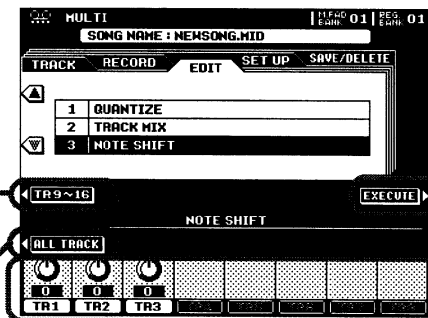 MULTI
M.PAD BANK 01 REG. BANK 01
SONG NAME : NEWSONG.MID
TRACK RECORD EDIT SET UP SAVE/DELETE
1 QUANTIZE
2 TRACK MIX
3 NOTE SHIFT
TR9~16 EXECUTE
NOTE SHIFT
ALL TRACK
0 0 0
TR1 TR2 TR3